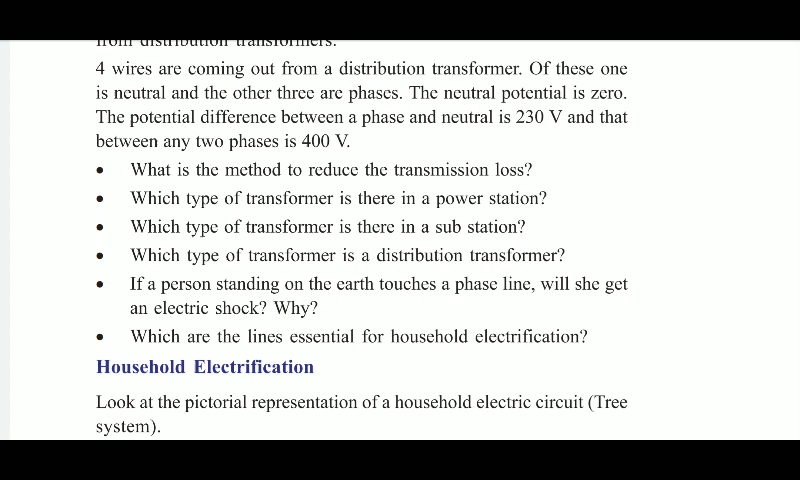 from distribution transformers.
4 wires are coming out from a distribution transformer. Of these one
is neutral and the other three are phases. The neutral potential is zero.
The potential difference between a phase and neutral is 230 V and that
between any two phases is 400 V.
• What is the method to reduce the transmission loss?
• Which type of transformer is there in a power station?
• Which type of transformer is there in a sub station?
• Which type of transformer is a distribution transformer?
• If a person standing on the earth touches a phase line, will she get
an electric shock? Why?
• Which are the lines essential for household electrification?
Household Electrification
Look at the pictorial representation of a household electric circuit (Tree
system).